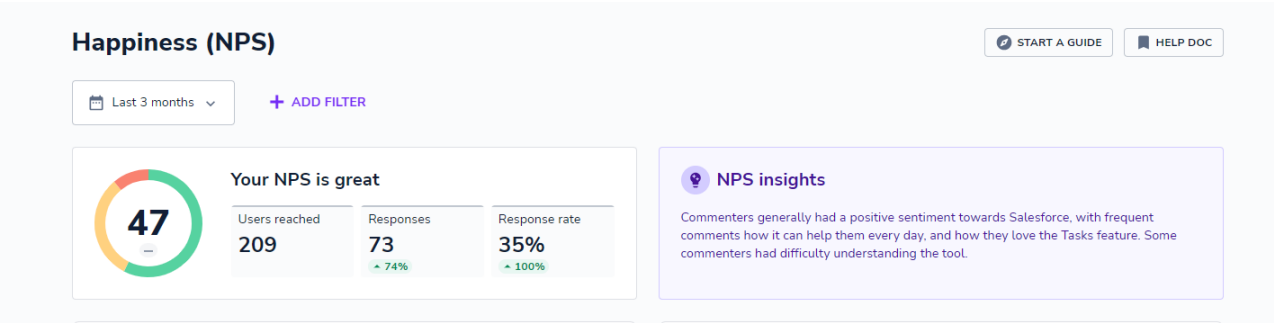 Happiness (NPS)
START A GUIDE
HELP DOC
Last 3 months
ADD FILTER
47
Your NPS is great
Users reached
209
Responses
73
74%
Response rate
35%
100%
NPS insights
Commenters generally had a positive sentiment towards Salesforce, with frequent
comments how it can help them every day, and how they love the Tasks feature. Some
commenters had difficulty understanding the tool.